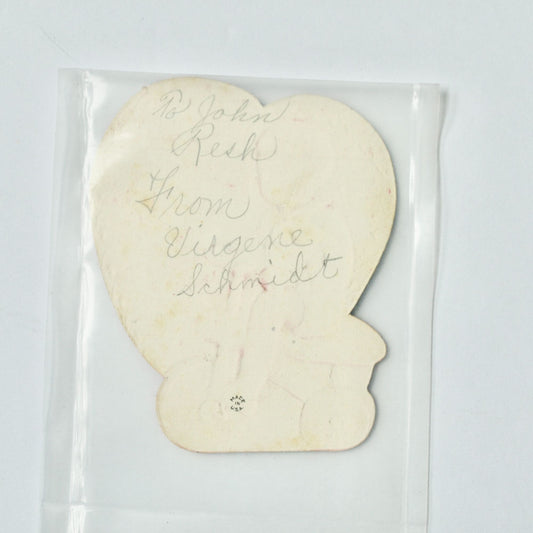 To John
Resh
From
Virgene
Schmidt
MADE
IN
USA